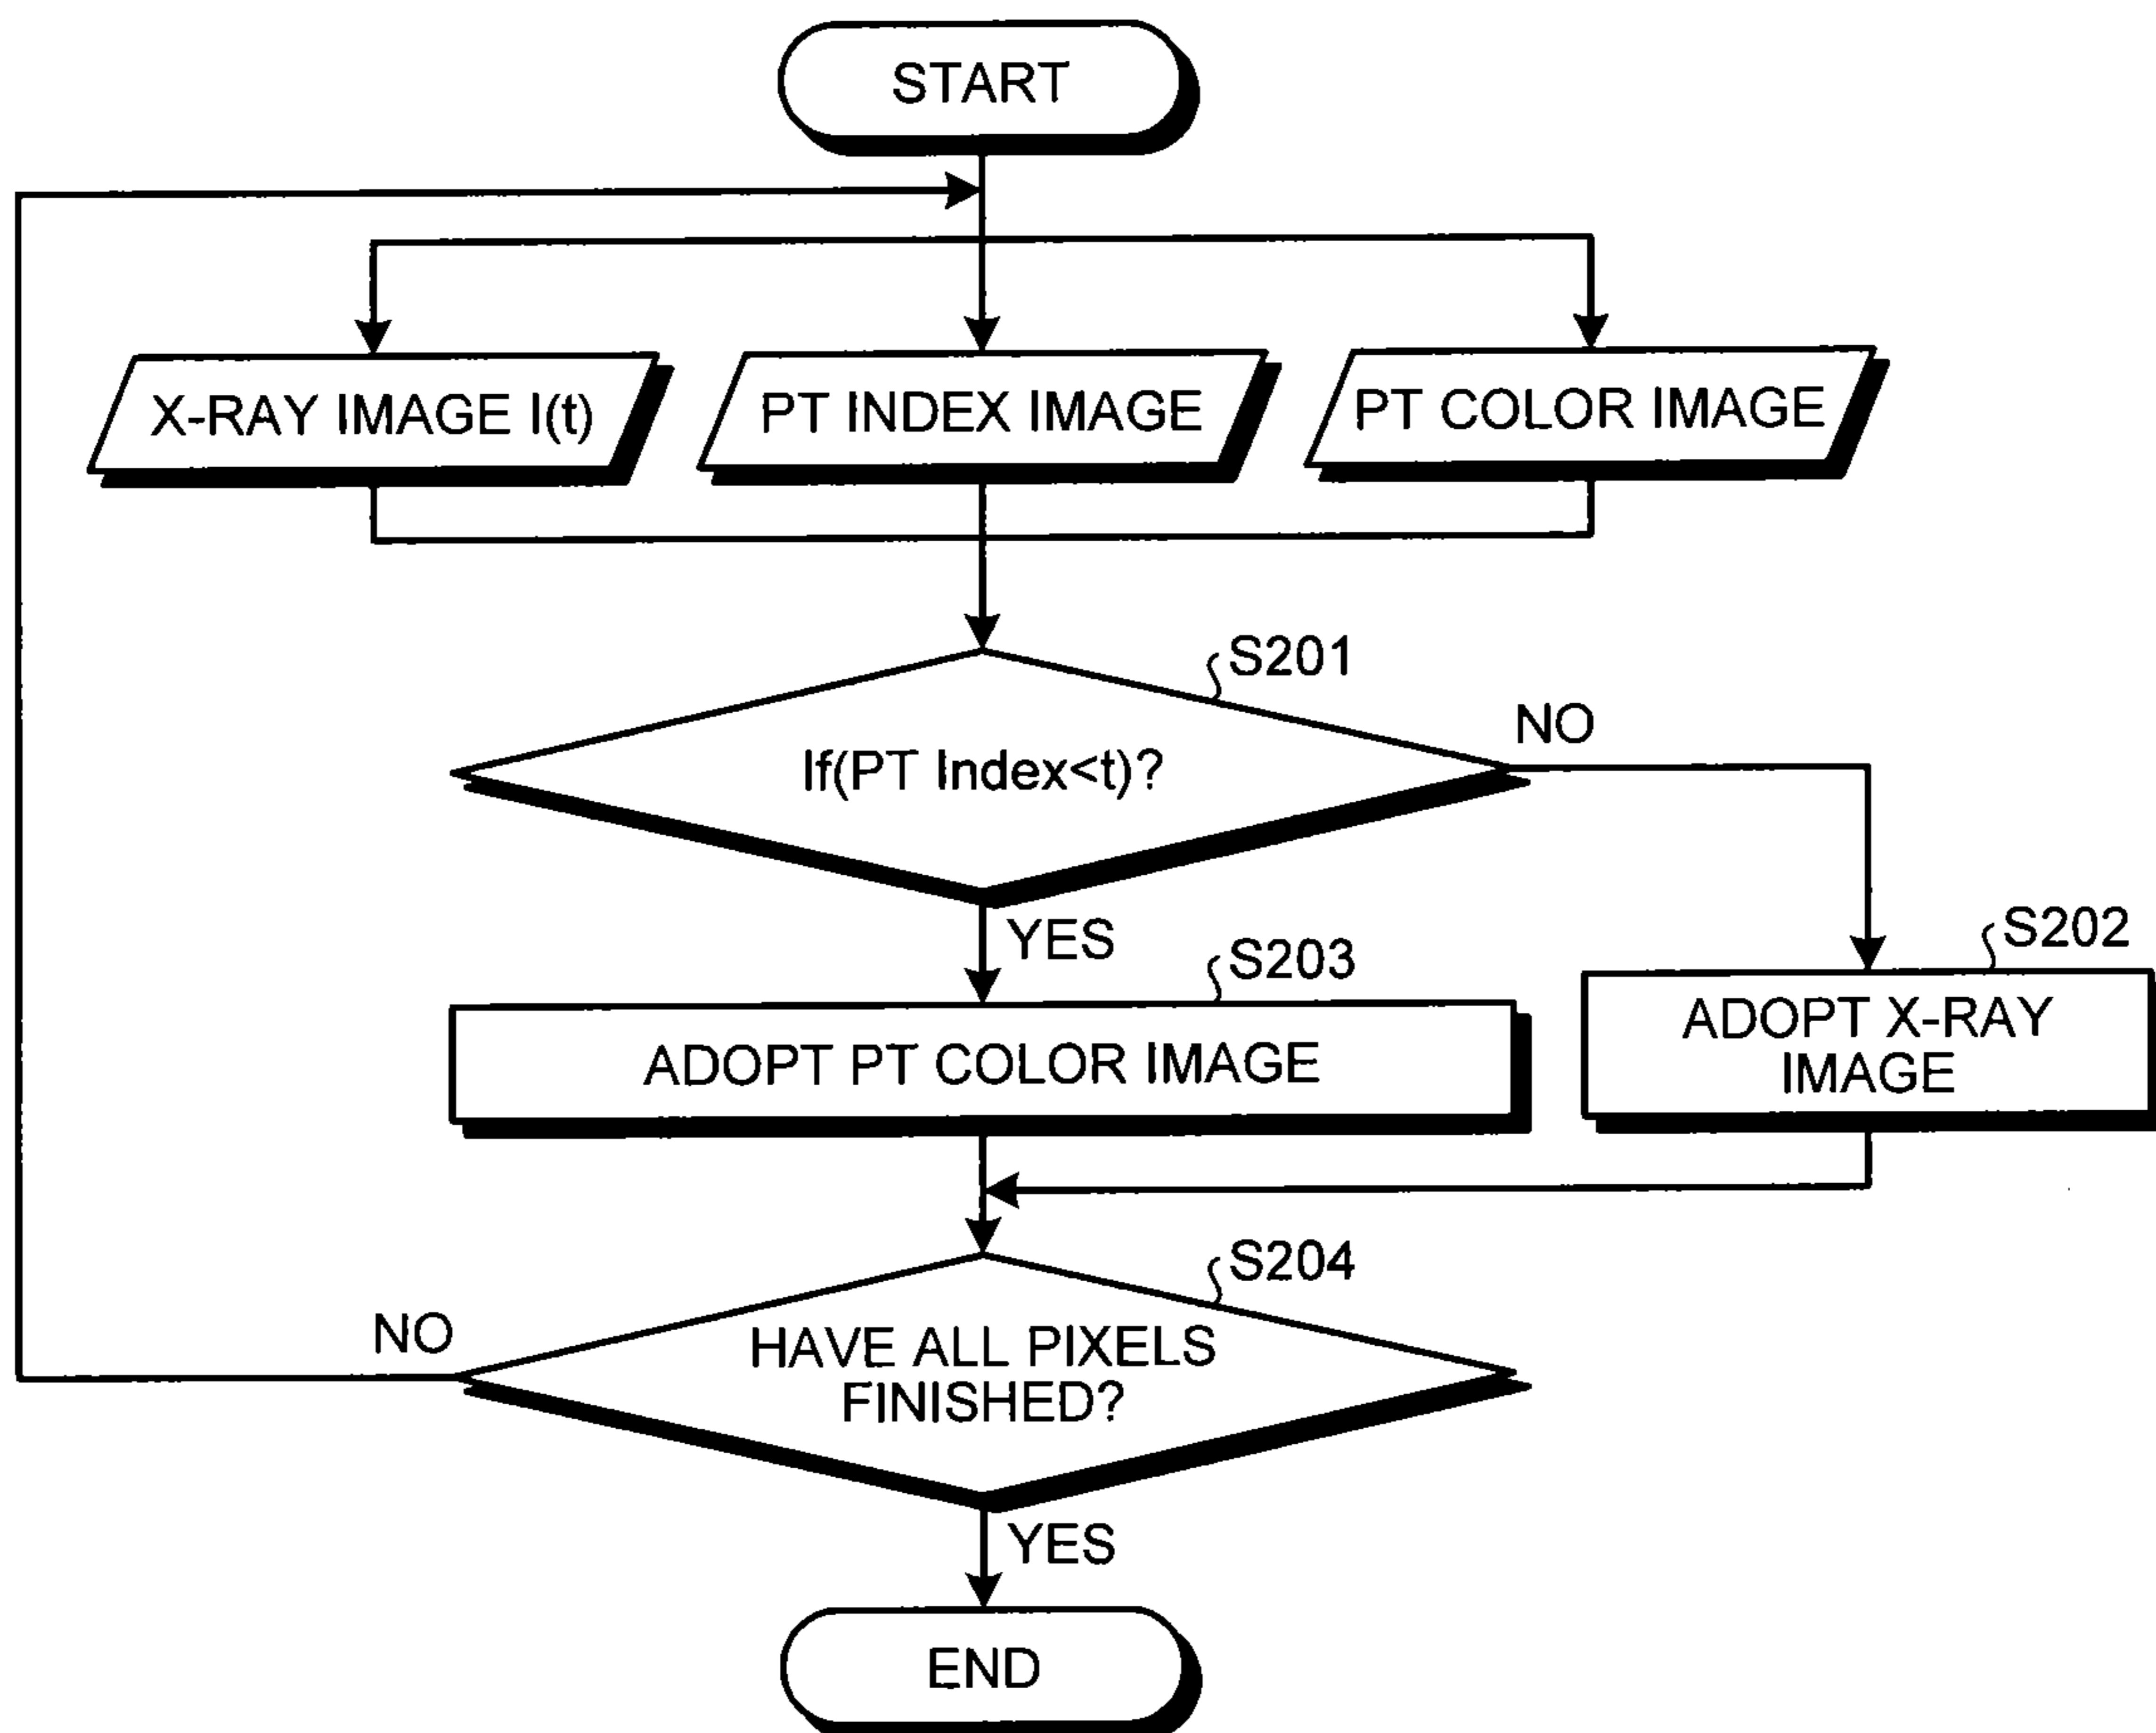 START
X-RAY IMAGE I(t)
PT INDEX IMAGE
PT COLOR IMAGE
S201
If(PT Index<t)?
NO
YES
S203
ADOPT PT COLOR IMAGE
S202
ADOPT X-RAY
IMAGE
S204
HAVE ALL PIXELS
FINISHED?
NO
YES
END